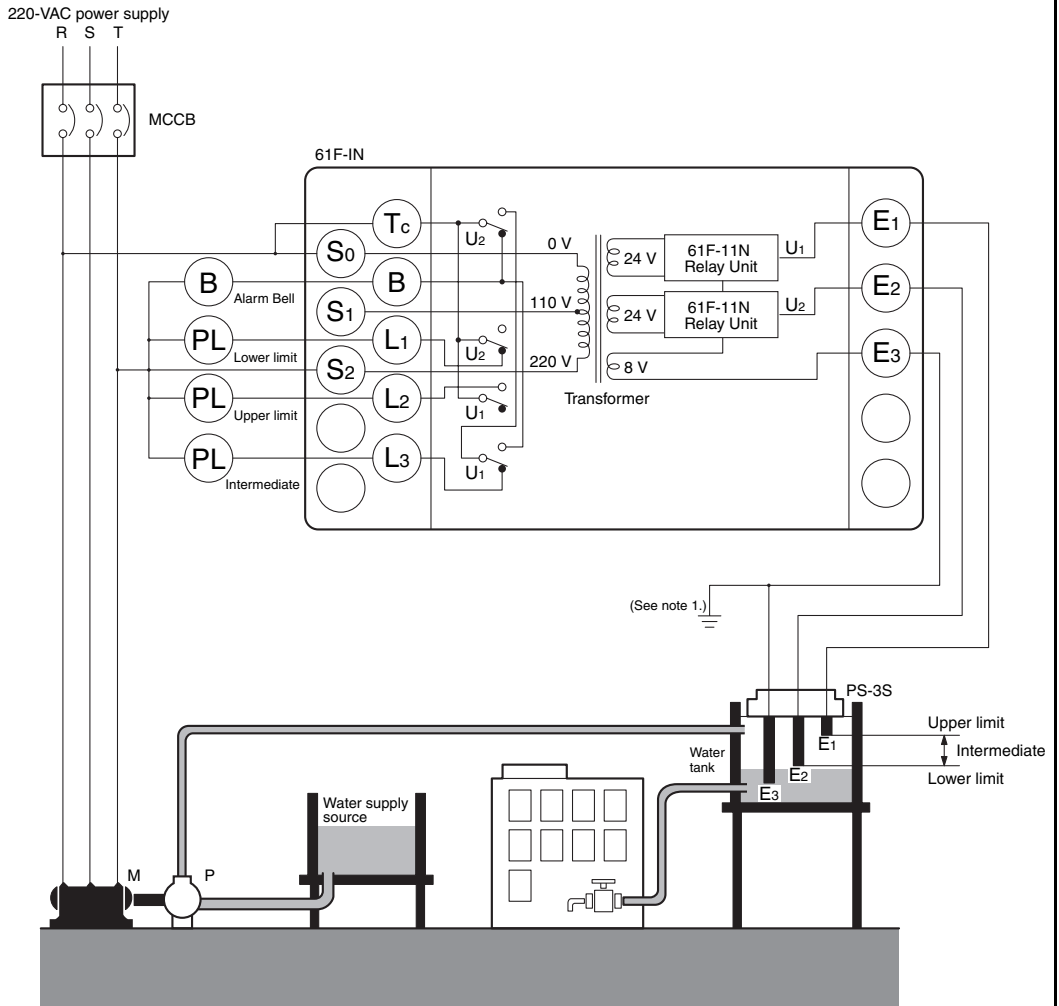 220-VAC power supply
R S T
MCCB
61F-IN
Tc
S0
B
Alarm Bell
B
S1
PL
Lower limit
L1
S2
PL
Upper limit
L2
PL
Intermediate
L3
U2
U2
U1
U1
0 V
110 V
220 V
Transformer
24 V
61F-11N
Relay Unit
U1
24 V
61F-11N
Relay Unit
U2
8 V
E1
E2
E3
(See note 1.)
PS-3S
Upper limit
Intermediate
Lower limit
Water
tank
E1
E2
E3
Water supply
source
M
P